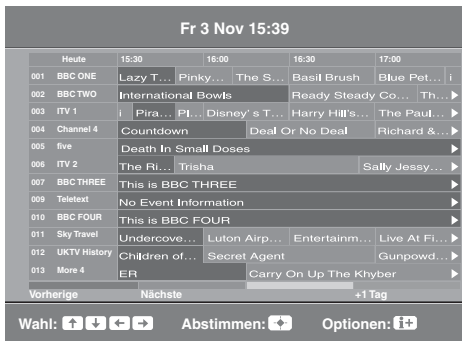 Fr 3 Nov 15:39
Heute 15:30 16:00 16:30 17:00
001 BBC ONE Lazy T... Pinky... The S... Basil Brush Blue Pet... i
002 BBC TWO International Bowls Ready Steady Co... Th...
003 ITV 1 i Pira... Pl... Disney's T... Harry Hill's... The Paul...
004 Channel 4 Countdown Deal Or No Deal Richard &...
005 five Death In Small Doses
006 ITV 2 The Ri... Trisha Sally Jessy...
007 BBC THREE This is BBC THREE
009 Teletext No Event Information
010 BBC FOUR This is BBC FOUR
011 Sky Travel Undercove... Luton Airp... Entertainm... Live At Fi...
012 UKTV History Children of... Secret Agent Gunpowd...
013 More 4 ER Carry On Up The Khyber
Vorherige Nächste +1 Tag
Wahl: Abstimmen: Optionen: i+